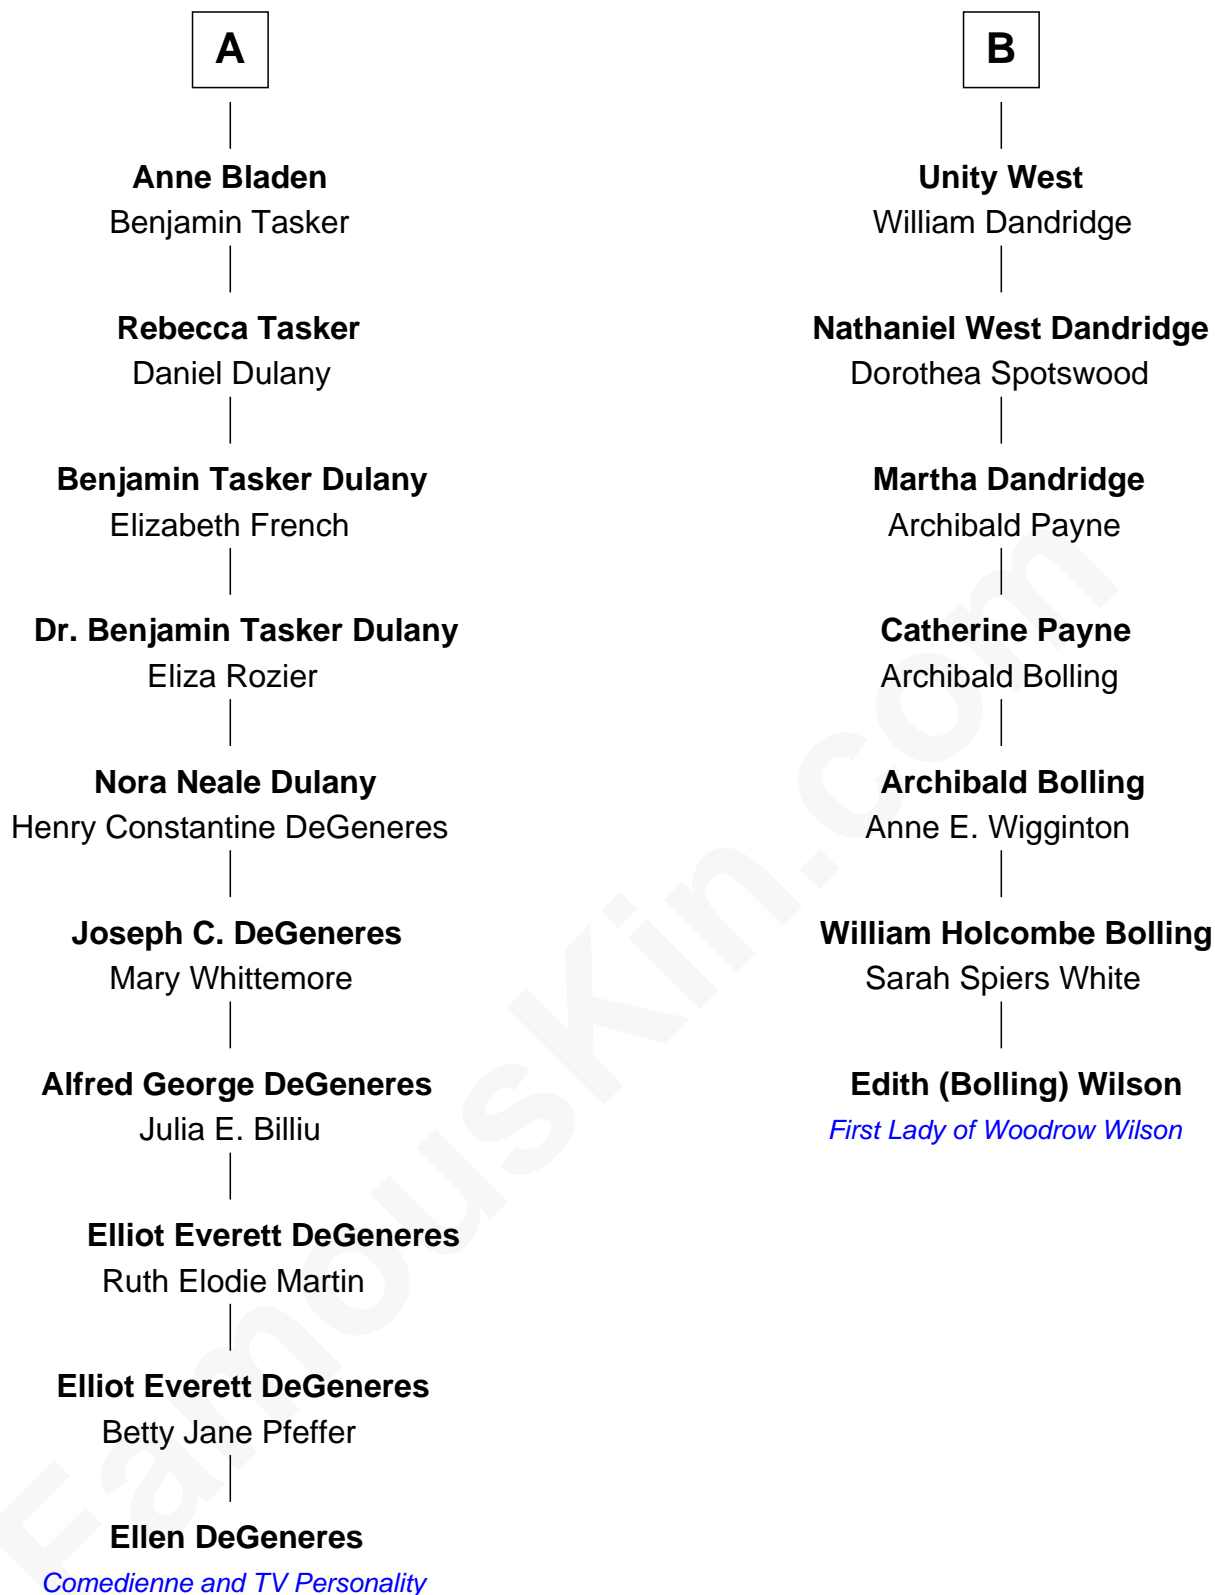 A
Anne Bladen
Benjamin Tasker
Rebecca Tasker
Daniel Dulany
Benjamin Tasker Dulany
Elizabeth French
Dr. Benjamin Tasker Dulany
Eliza Rozier
Nora Neale Dulany
Henry Constantine DeGeneres
Joseph C. DeGeneres
Mary Whittemore
Alfred George DeGeneres
Julia E. Billiu
Elliot Everett DeGeneres
Ruth Elodie Martin
Elliot Everett DeGeneres
Betty Jane Pfeffer
Ellen DeGeneres
Comedienne and TV Personality
B
Unity West
William Dandridge
Nathaniel West Dandridge
Dorothea Spotswood
Martha Dandridge
Archibald Payne
Catherine Payne
Archibald Bolling
Archibald Bolling
Anne E. Wigginton
William Holcombe Bolling
Sarah Spiers White
Edith (Bolling) Wilson
First Lady of Woodrow Wilson
FamousKin.com